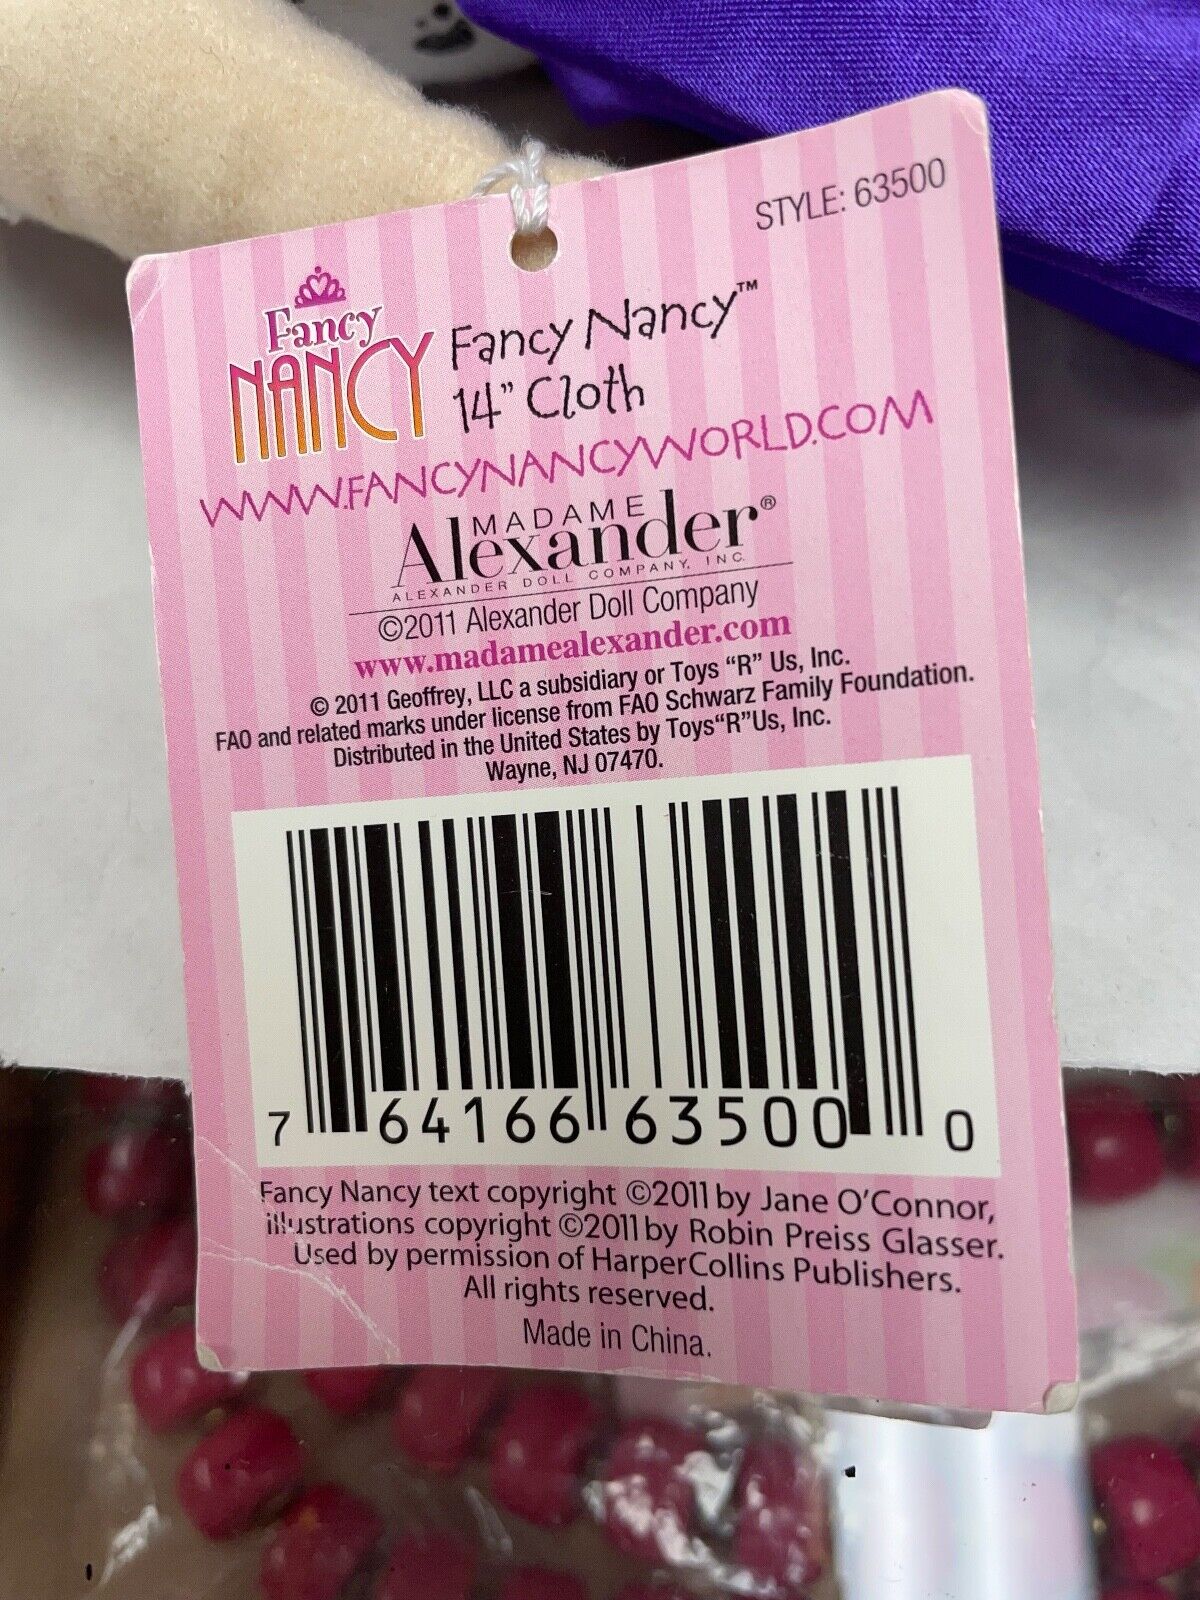 STYLE: 63500
Fancy
NANCY
Fancy Nancy™
14” Cloth
WWW.FANCYNANCYWORLD.COM
MADAME
Alexander®
ALEXANDER DOLL COMPANY, INC.
©2011 Alexander Doll Company
www.madamealexander.com
© 2011 Geoffrey, LLC a subsidiary or Toys “R” Us, Inc.
FAO and related marks under license from FAO Schwarz Family Foundation.
Distributed in the United States by Toys“R”Us, Inc.
Wayne, NJ 07470.
7 64166 63500 0
Fancy Nancy text copyright ©2011 by Jane O’Connor,
illustrations copyright ©2011 by Robin Preiss Glasser.
Used by permission of HarperCollins Publishers.
All rights reserved.
Made in China.